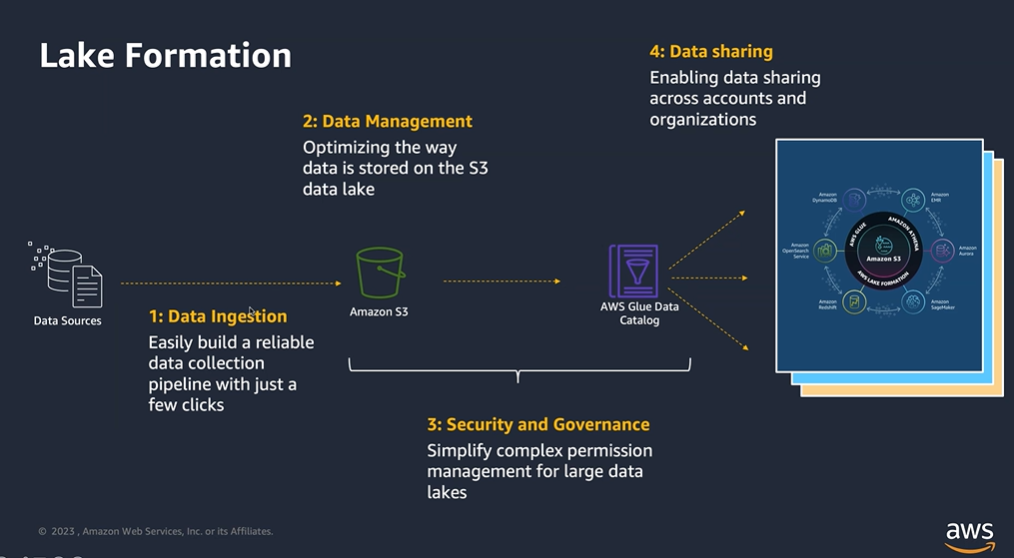 Lake Formation
4: Data sharing
Enabling data sharing
across accounts and
organizations
2: Data Management
Optimizing the way
data is stored on the S3
data lake
Data Sources
1: Data Ingestion
Easily build a reliable
data collection
pipeline with just a
few clicks
Amazon S3
AWS Glue Data
Catalog
3: Security and Governance
Simplify complex permission
management for large data
lakes
Amazon
DynamoDB
Amazon
EMR
Amazon
OpenSearch
Service
AWS GLUE
AMAZON ATHENA
Amazon S3
AWS LAKE FORMATION
Amazon
Aurora
Amazon
Redshift
Amazon
SageMaker
© 2023 , Amazon Web Services, Inc. or its Affiliates.
aws